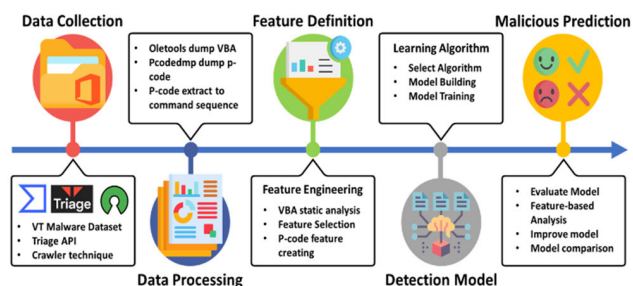 Data Collection
Feature Definition
Malicious Prediction
Oletools dump VBA
Pcodedmp dump p-
code
P-code extract to
command sequence
Learning Algorithm
Select Algorithm
Model Building
Model Training
Triage
VT Malware Dataset
Triage API
Crawler technique
Data Processing
Feature Engineering
VBA static analysis
Feature Selection
P-code feature
creating
Detection Model
Evaluate Model
Feature-based
Analysis
Improve model
Model comparison